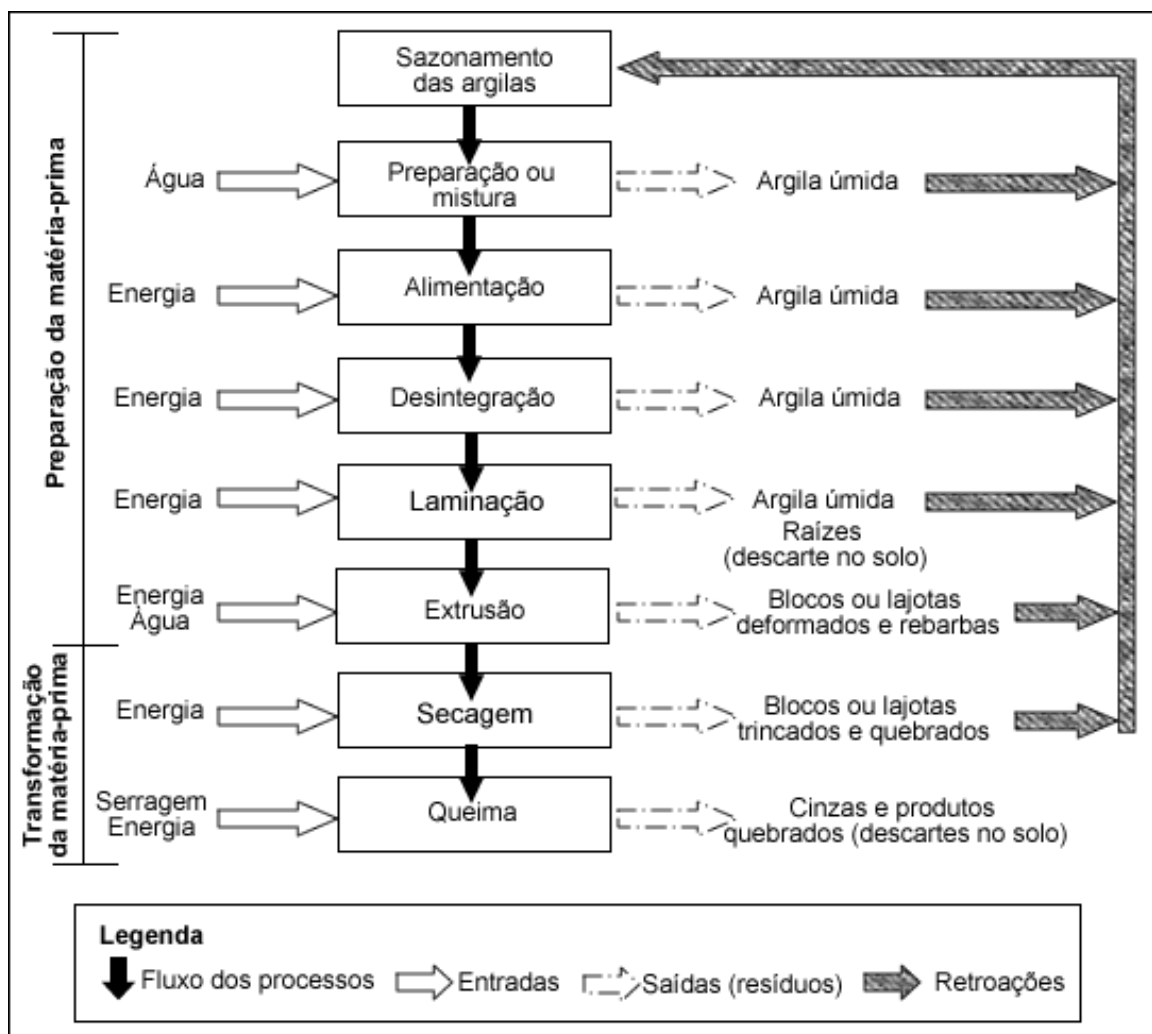 Sazonamento
das argilas
Preparação da matéria-prima
Água
Preparação ou
mistura
Argila úmida
Energia
Alimentação
Argila úmida
Energia
Desintegração
Argila úmida
Energia
Laminação
Argila úmida
Raízes
(descarte no solo)
Energia
Água
Extrusão
Blocos ou lajotas
deformados e rebarbas
Transformação
da matéria-prima
Energia
Secagem
Blocos ou lajotas
trincados e quebrados
Serragem
Energia
Queima
Cinzas e produtos
quebrados (descartes no solo)
Legenda
Fluxo dos processos
Entradas
Saídas (resíduos)
Retroações